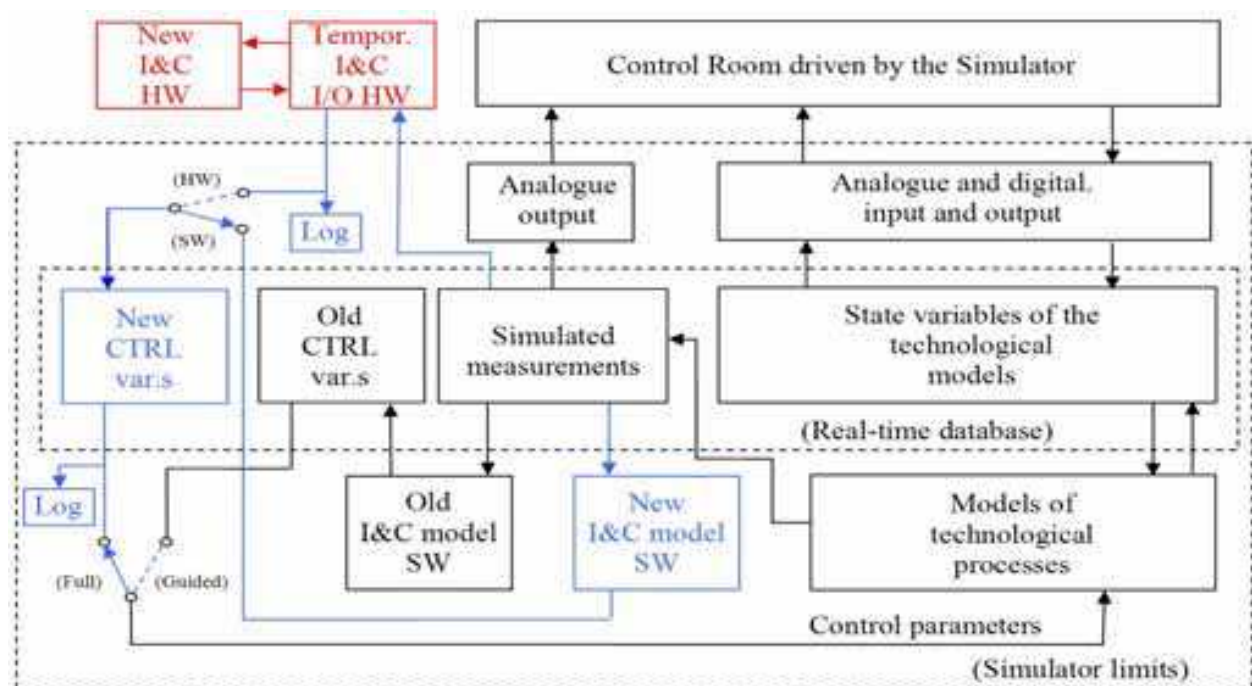 New
I&C
HW
Tempor.
I&C
I/O HW
Control Room driven by the Simulator
(HW)
(SW)
Log
Analogue
output
Analogue and digital.
input and output
New
CTRL
var.s
Old
CTRL
var.s
Simulated
measurements
State variables of the
technological
models
(Real-time database)
Log
Old
I&C model
SW
New
I&C model
SW
Models of
technological
processes
(Full)
(Guided)
Control parameters
(Simulator limits)